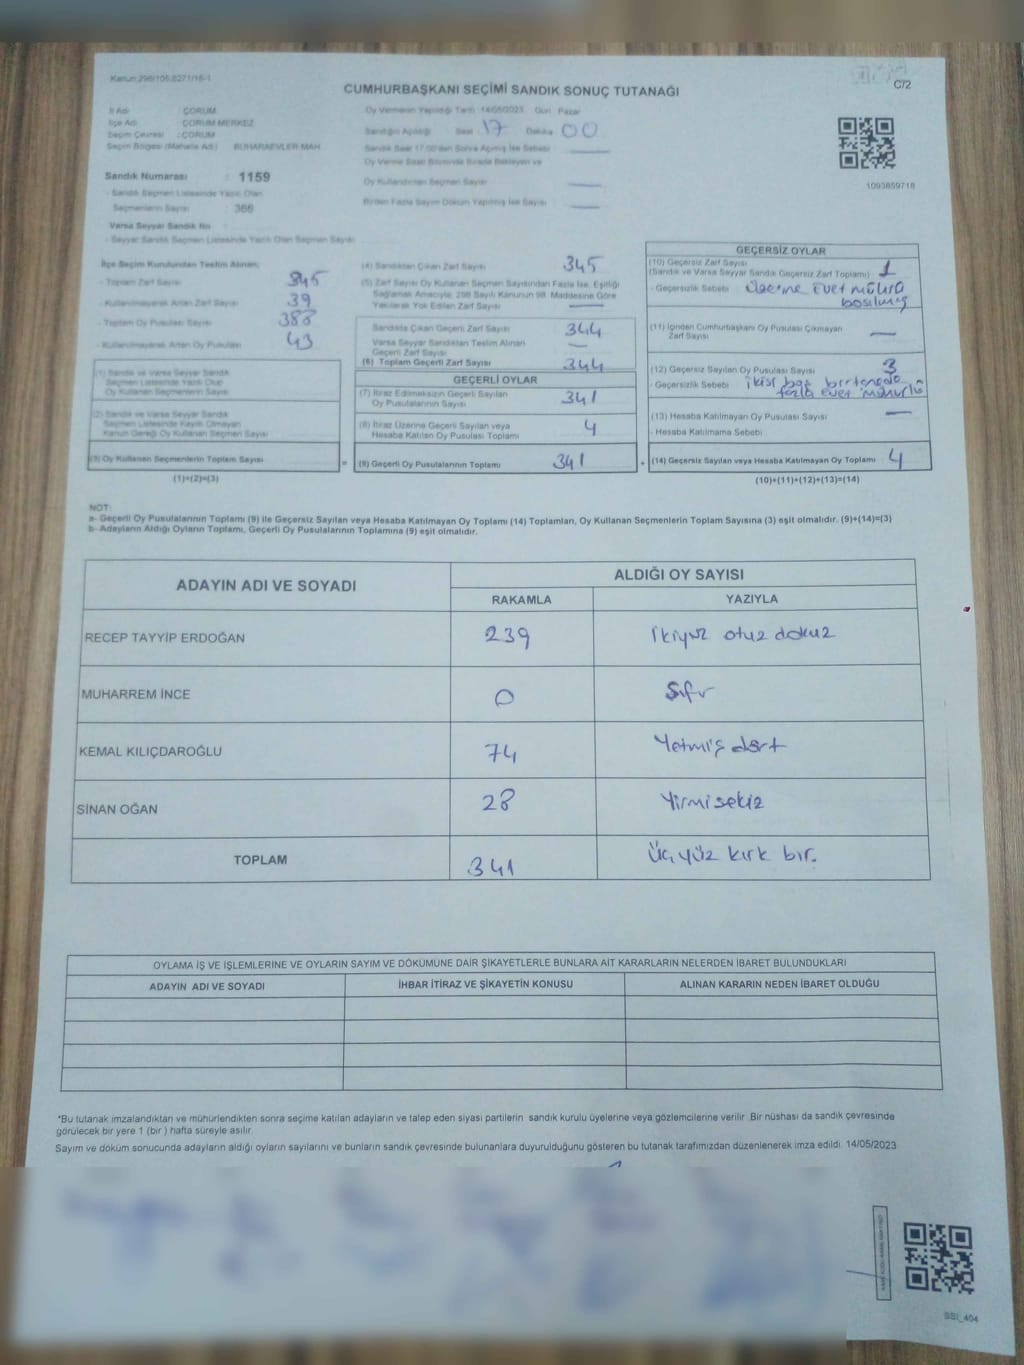 Kanun:298/105,6271/16-1
C72
CUMHURBAŞKANI SEÇİMİ SANDIK SONUÇ TUTANAĞI
İl Adı : ÇORUM
İlçe Adı : ÇORUM MERKEZ
Seçim Çevresi : ÇORUM
Seçim Bölgesi (Mahalle Adı) BUHARAEVLER MAH.
Sandık Numarası : 1159
- Sandık Seçmen Listesinde Yazılı Olan
Seçmenlerin Sayısı : 366
Varsa Seyyar Sandık No
- Seyyar Sandık Seçmen Listesinde Yazılı Olan Seçmen Sayısı
Oy Vermenin Yapıldığı Tarih 14/05/2023 Gün Pazar
Sandığın Açıldığı Saat 17 Dakika 00
Sandık Saat 17.00'den Sonra Açılmış İse Sebebi
Oy Verme Saati Bitiminde Sırada Bekleyen ve
Oy Kullandırılan Seçmen Sayısı
Birden Fazla Sayım Döküm Yapılmış İse Sayısı
1093859718
İlçe Seçim Kurulundan Teslim Alınan;
- Toplam Zarf Sayısı
- Kullanılmayarak Artan Zarf Sayısı 39
- Toplam Oy Pusulası Sayısı 388
- Kullanılmayarak Artan Oy Pusulası 43
(1) Sandık ve Varsa Seyyar Sandık
Seçmen Listesinde Yazılı Olup
Oy Kullanan Seçmenlerin Sayısı
(2) Sandık ve Varsa Seyyar Sandık
Seçmen Listesinde Kayıtlı Olmayan
Kanun Gereği Oy Kullanan Seçmen Sayısı
(3) Oy Kullanan Seçmenlerin Toplam Sayısı
(1)+(2)=(3)
(4) Sandıktan Çıkan Zarf Sayısı 345
(5) Zarf Sayısı Oy Kullanan Seçmen Sayısından Fazla İse, Eşitliği
Sağlamak Amacıyla; 298 Sayılı Kanunun 98. Maddesine Göre
Yakılarak Yok Edilen Zarf Sayısı
Sandıkta Çıkan Geçerli Zarf Sayısı 344
Varsa Seyyar Sandıktan Teslim Alınan
Geçerli Zarf Sayısı
(6) Toplam Geçerli Zarf Sayısı 344
GEÇERLİ OYLAR
(7) İtiraz Edilmeksizin Geçerli Sayılan
Oy Pusulalarının Sayısı 341
(8) İtiraz Üzerine Geçerli Sayılan veya
Hesaba Katılan Oy Pusulası Toplamı 4
(9) Geçerli Oy Pusulalarının Toplamı 341
GEÇERSİZ OYLAR
(10) Geçersiz Zarf Sayısı
(Sandık ve Varsa Seyyar Sandık Geçersiz Zarf Toplamı) 1
- Geçersizlik Sebebi üzerine Evet mührü
basılmış
(11) İçinden Cumhurbaşkanı Oy Pusulası Çıkmayan
Zarf Sayısı
(12) Geçersiz Sayılan Oy Pusulası Sayısı 3
- Geçersizlik Sebebi ikisi boş birtanede
fazla evet mühürlü
(13) Hesaba Katılmayan Oy Pusulası Sayısı
- Hesaba Katılmama Sebebi
(14) Geçersiz Sayılan veya Hesaba Katılmayan Oy Toplamı 4
(10)+(11)+(12)+(13)=(14)
NOT:
a- Geçerli Oy Pusulalarının Toplamı (9) ile Geçersiz Sayılan veya Hesaba Katılmayan Oy Toplamı (14) Toplamları, Oy Kullanan Seçmenlerin Toplam Sayısına (3) eşit olmalıdır. (9)+(14)=(3)
b- Adayların Aldığı Oyların Toplamı, Geçerli Oy Pusulalarının Toplamına (9) eşit olmalıdır.
ADAYIN ADI VE SOYADI
ALDIĞI OY SAYISI
RAKAMLA YAZIYLA
RECEP TAYYİP ERDOĞAN 239 ikiyüz otuz dokuz
MUHARREM İNCE 0 Sıfır
KEMAL KILIÇDAROĞLU 74 Yetmiş dört
SİNAN OĞAN 28 Yirmi sekiz
TOPLAM 341 Üç yüz kırk bir.
OYLAMA İŞ VE İŞLEMLERİNE VE OYLARIN SAYIM VE DÖKÜMÜNE DAİR ŞİKAYETLERLE BUNLARA AİT KARARLARIN NELERDEN İBARET BULUNDUKLARI
ADAYIN ADI VE SOYADI İHBAR İTİRAZ VE ŞİKAYETİN KONUSU ALINAN KARARIN NEDEN İBARET OLDUĞU
*Bu tutanak imzalandıktan ve mühürlendikten sonra seçime katılan adayların ve talep eden siyasi partilerin sandık kurulu üyelerine veya gözlemcilerine verilir .Bir nüshası da sandık çevresinde
görülecek bir yere 1 (bir ) hafta süreyle asılır.
Sayım ve döküm sonucunda adayların aldığı oyların sayılarını ve bunların sandık çevresinde bulunanlara duyurulduğunu gösteren bu tutanak tarafımızdan düzenlenerek imza edildi. 14/05/2023
SBI_404